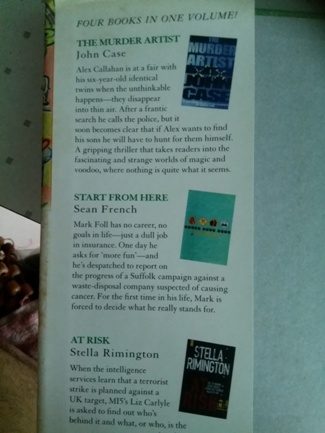 FOUR BOOKS IN ONE VOLUME!
THE MURDER ARTIST
John Case
Alex Callahan is at a fair with
his six-year-old identical
twins when the unthinkable
happens—they disappear
into thin air. After a frantic
search he calls the police, but it
soon becomes clear that if Alex wants to find
his sons he will have to hunt for them himself.
A gripping thriller that takes readers into the
fascinating and strange worlds of magic and
voodoo, where nothing is quite what it seems.
THE
MURDER
ARTIST
JOHN
CASE
START FROM HERE
Sean French
Mark Foll has no career, no
goals in life—just a dull job
in insurance. One day he
asks for 'more fun'—and
he's despatched to report on
the progress of a Suffolk campaign against a
waste-disposal company suspected of causing
cancer. For the first time in his life, Mark is
forced to decide what he really stands for.
AT RISK
Stella Rimington
When the intelligence
services learn that a terrorist
strike is planned against a
UK target, MI5's Liz Carlyle
is asked to find out who's
behind it and what, or who, is the
STELLA
RIMINGTON